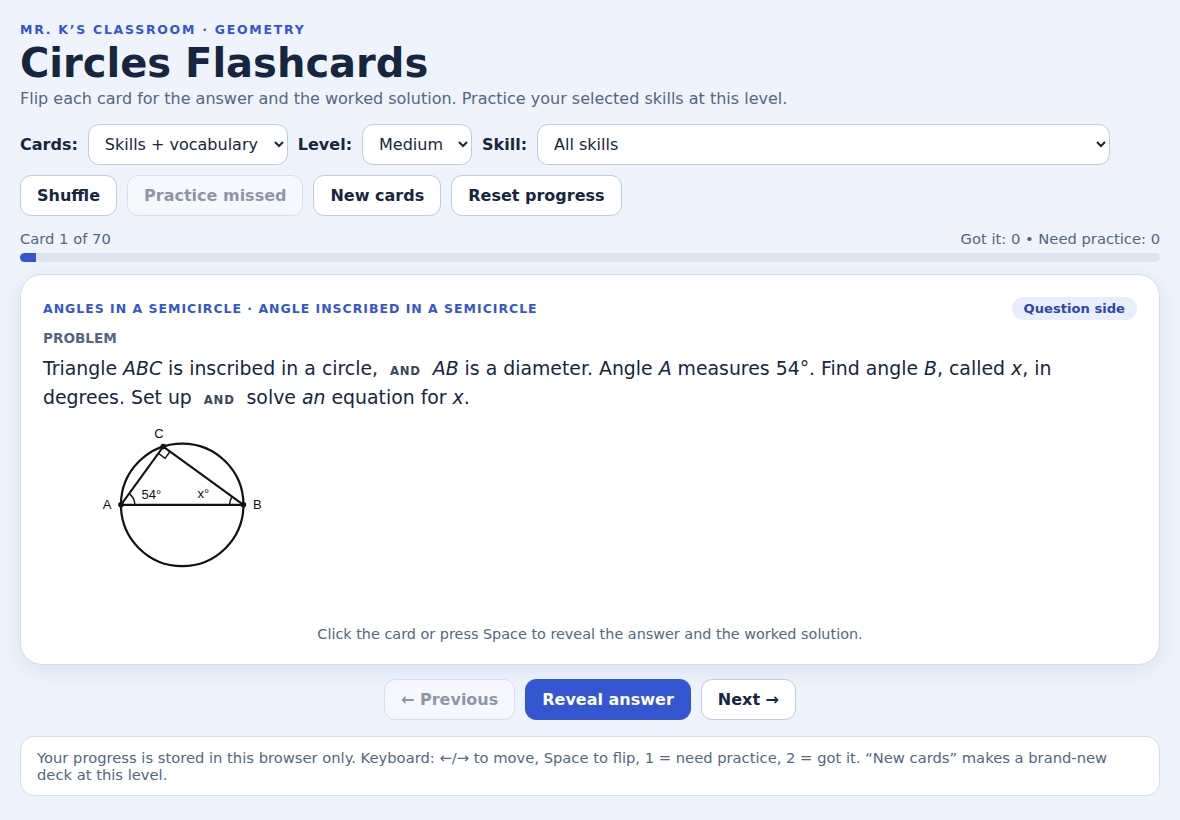 MR. K’S CLASSROOM · GEOMETRY
Circles Flashcards
Flip each card for the answer and the worked solution. Practice your selected skills at this level.
Cards: Skills + vocabulary Level: Medium Skill: All skills
Shuffle Practice missed New cards Reset progress
Card 1 of 70 Got it: 0 • Need practice: 0
ANGLES IN A SEMICIRCLE · ANGLE INSCRIBED IN A SEMICIRCLE Question side
PROBLEM
Triangle ABC is inscribed in a circle, AND AB is a diameter. Angle A measures 54°. Find angle B, called x, in
degrees. Set up AND solve an equation for x.
C
A 54° x° B
Click the card or press Space to reveal the answer and the worked solution.
← Previous Reveal answer Next →
Your progress is stored in this browser only. Keyboard: ←/→ to move, Space to flip, 1 = need practice, 2 = got it. “New cards” makes a brand-new
deck at this level.